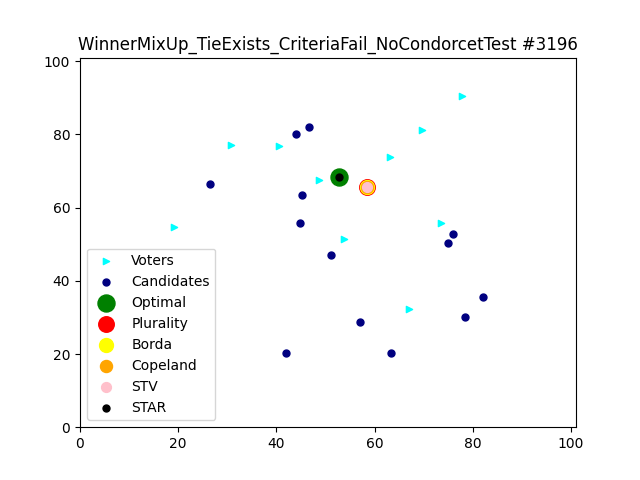 WinnerMixUp_TieExists_CriteriaFail_NoCondorcetTest #3196
100
80
60
40
20
0
0 20 40 60 80 100
Voters
Candidates
Optimal
Plurality
Borda
Copeland
STV
STAR